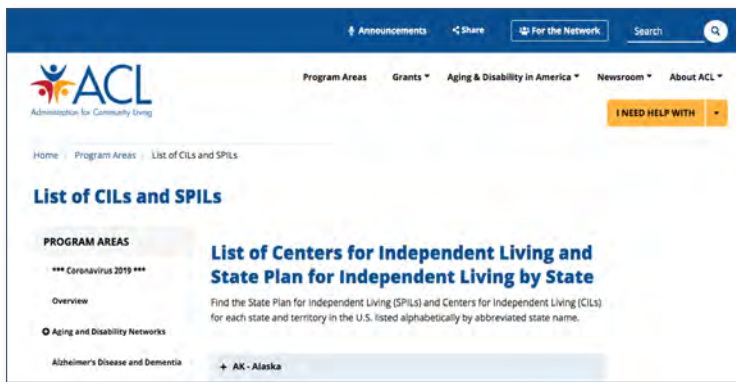 Announcements Share For the Network Search
ACL
Administration for Community Living
Program Areas Grants Aging & Disability in America Newsroom About ACL
I NEED HELP WITH
Home Program Areas List of CILs and SPILs
List of CILs and SPILs
PROGRAM AREAS
*** Coronavirus 2019 ***
Overview
Aging and Disability Networks
Alzheimer's Disease and Dementia
List of Centers for Independent Living and
State Plan for Independent Living by State
Find the State Plan for Independent Living (SPILs) and Centers for Independent Living (CILs)
for each state and territory in the U.S. listed alphabetically by abbreviated state name.
+ AK - Alaska